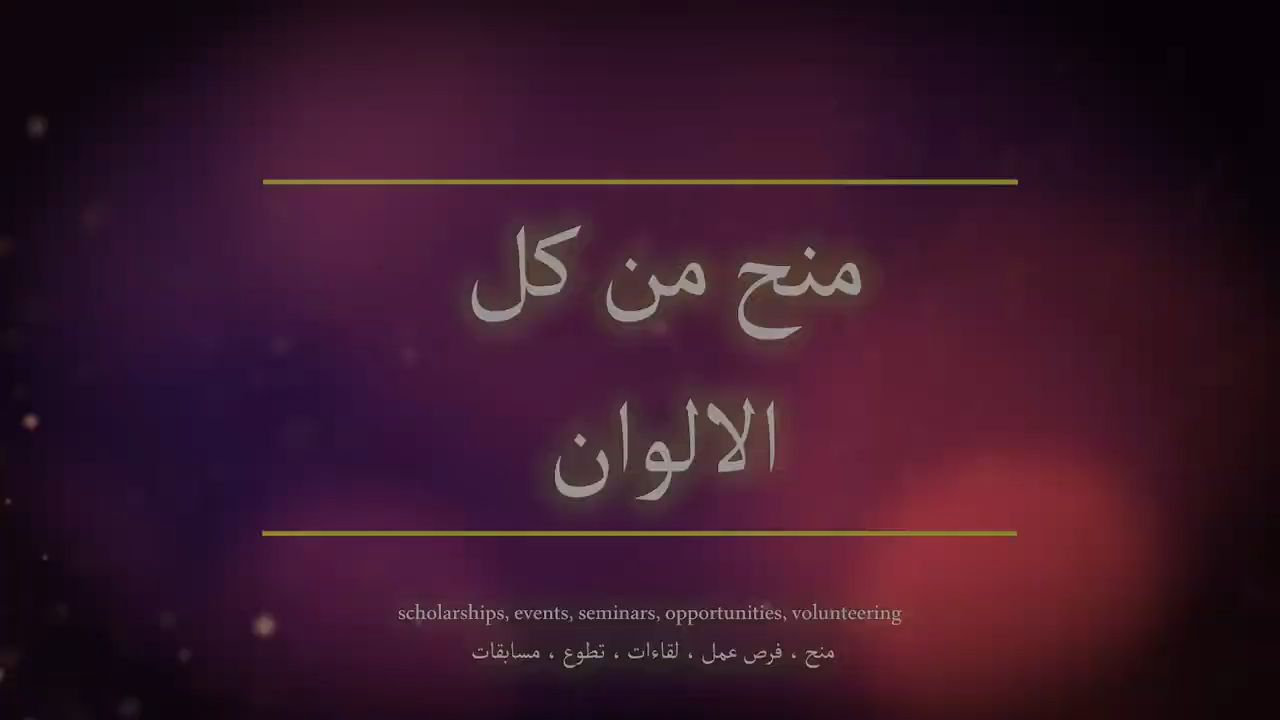 منح من كل
الالوان
scholarships, events, seminars, opportunities, volunteering
منح ، فرص عمل ، لقاءات ، تطوع ، مسابقات